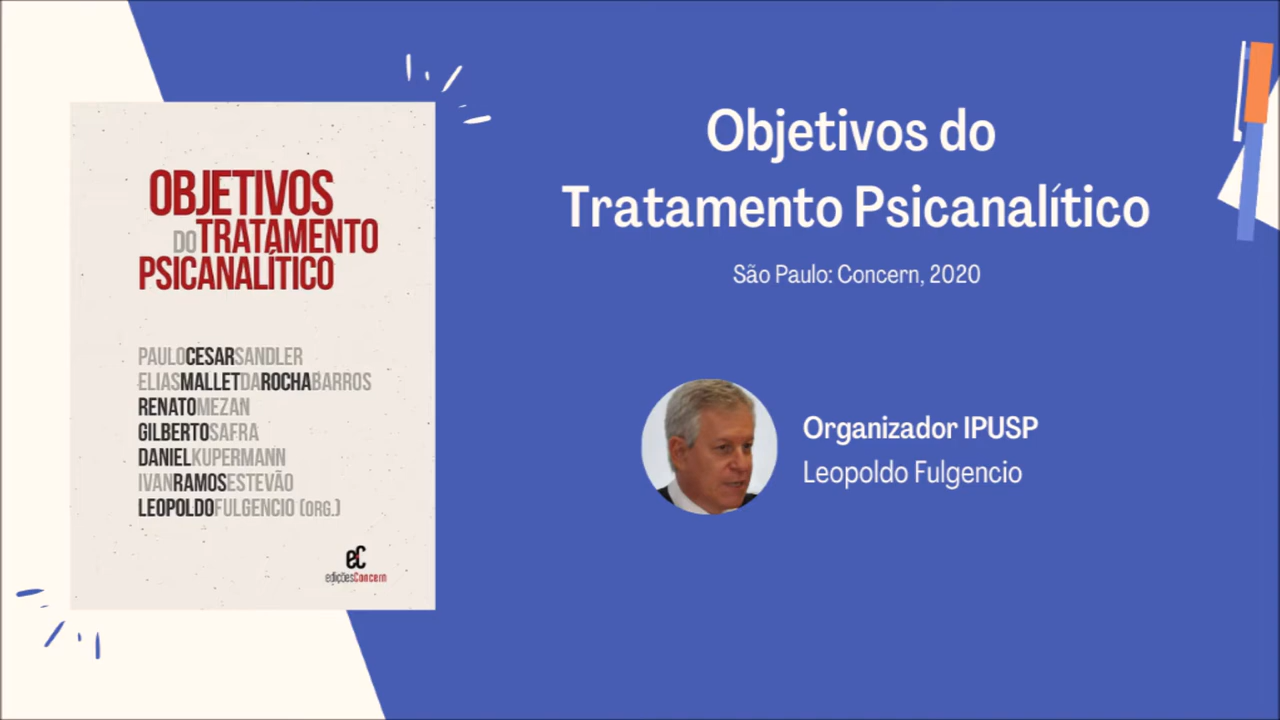 OBJETIVOS
DO TRATAMENTO
PSICANALÍTICO
PAULOCESARSANDLER
ELIASMALLETDAROCHABARROS
RENATOMEZAN
GILBERTOSAFRA
DANIELKUPERMANN
IVANRAMOSESTEVÃO
LEOPOLDOFULGENCIO (ORG.)
eC
ediçõesConcern
Objetivos do
Tratamento Psicanalítico
São Paulo: Concern, 2020
Organizador IPUSP
Leopoldo Fulgencio